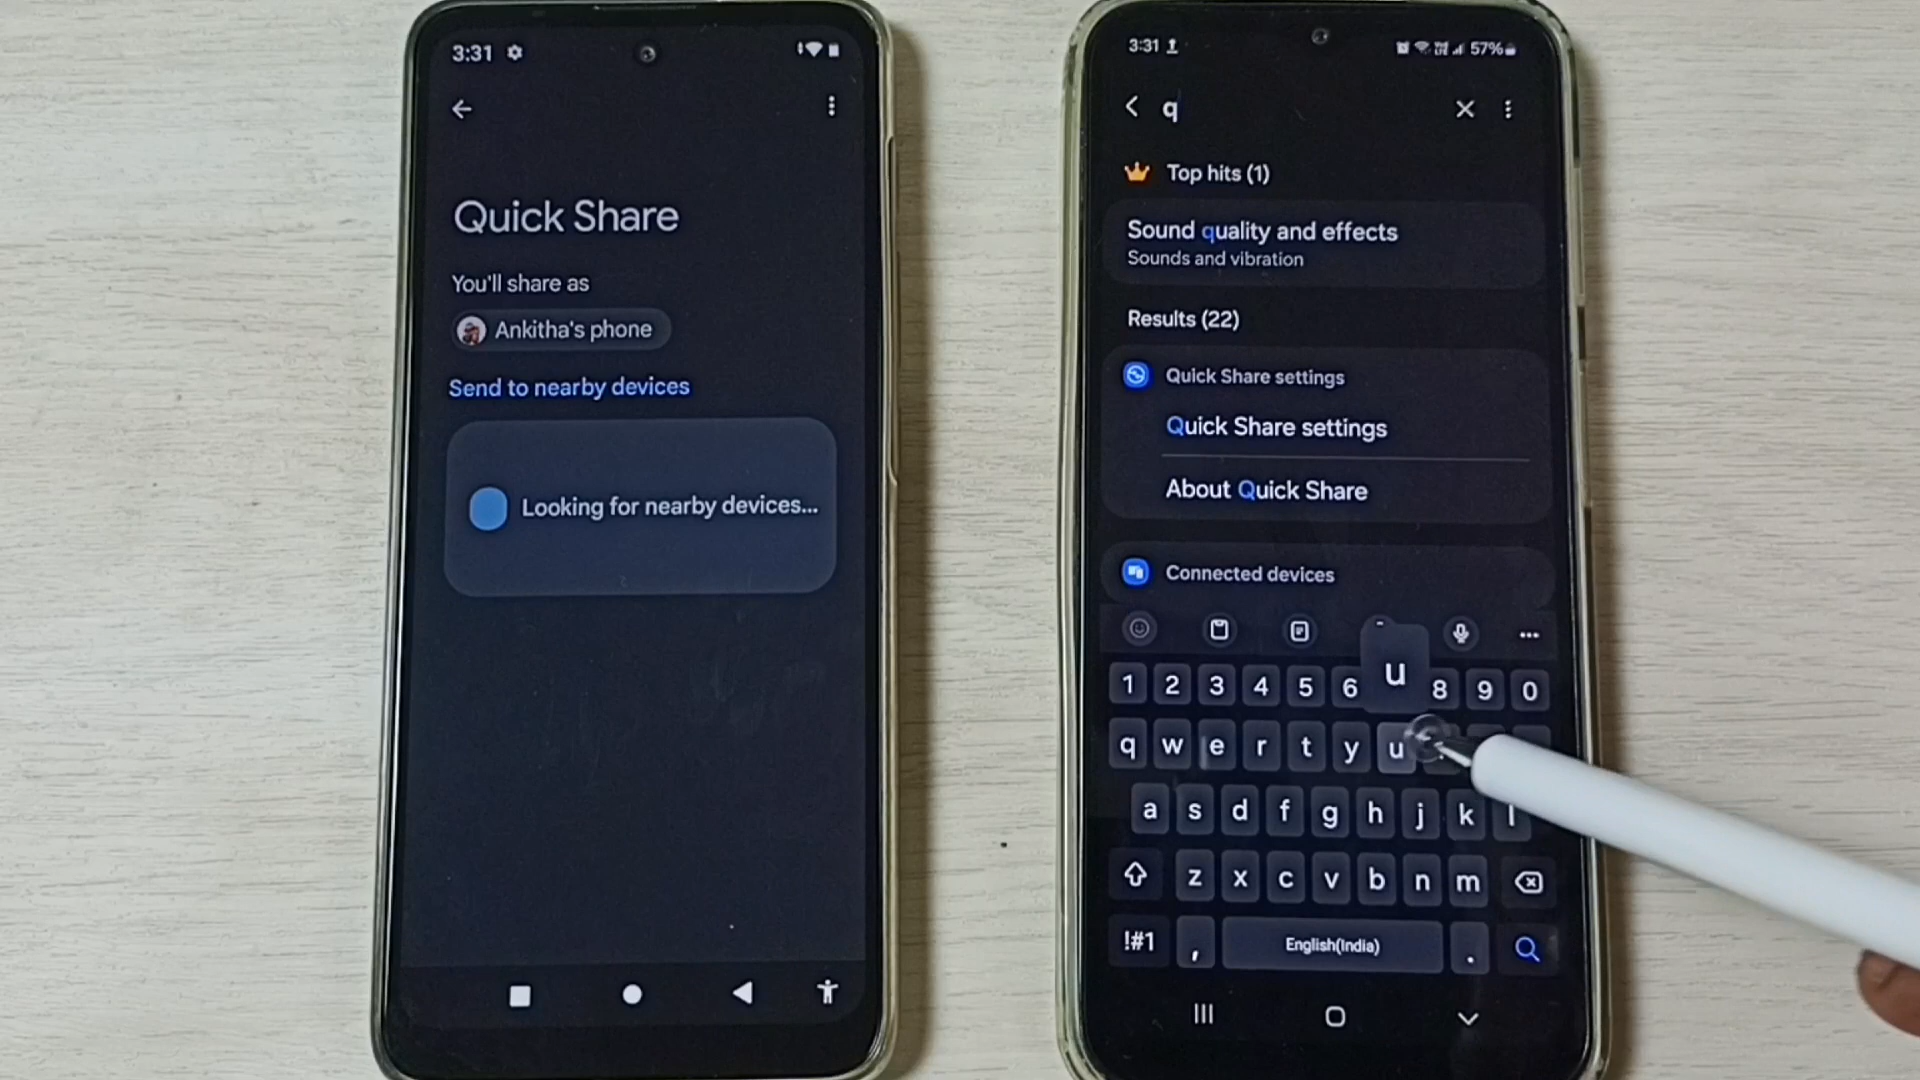 3:31
Quick Share
You'll share as
Ankitha's phone
Send to nearby devices
Looking for nearby devices...
3:31
57%
q
Top hits (1)
Sound quality and effects
Sounds and vibration
Results (22)
Quick Share settings
Quick Share settings
About Quick Share
Connected devices
u
1 2 3 4 5 6 8 9 0
q w e r t y u
a s d f g h j k l
z x c v b n m
!#1 , English(India) .